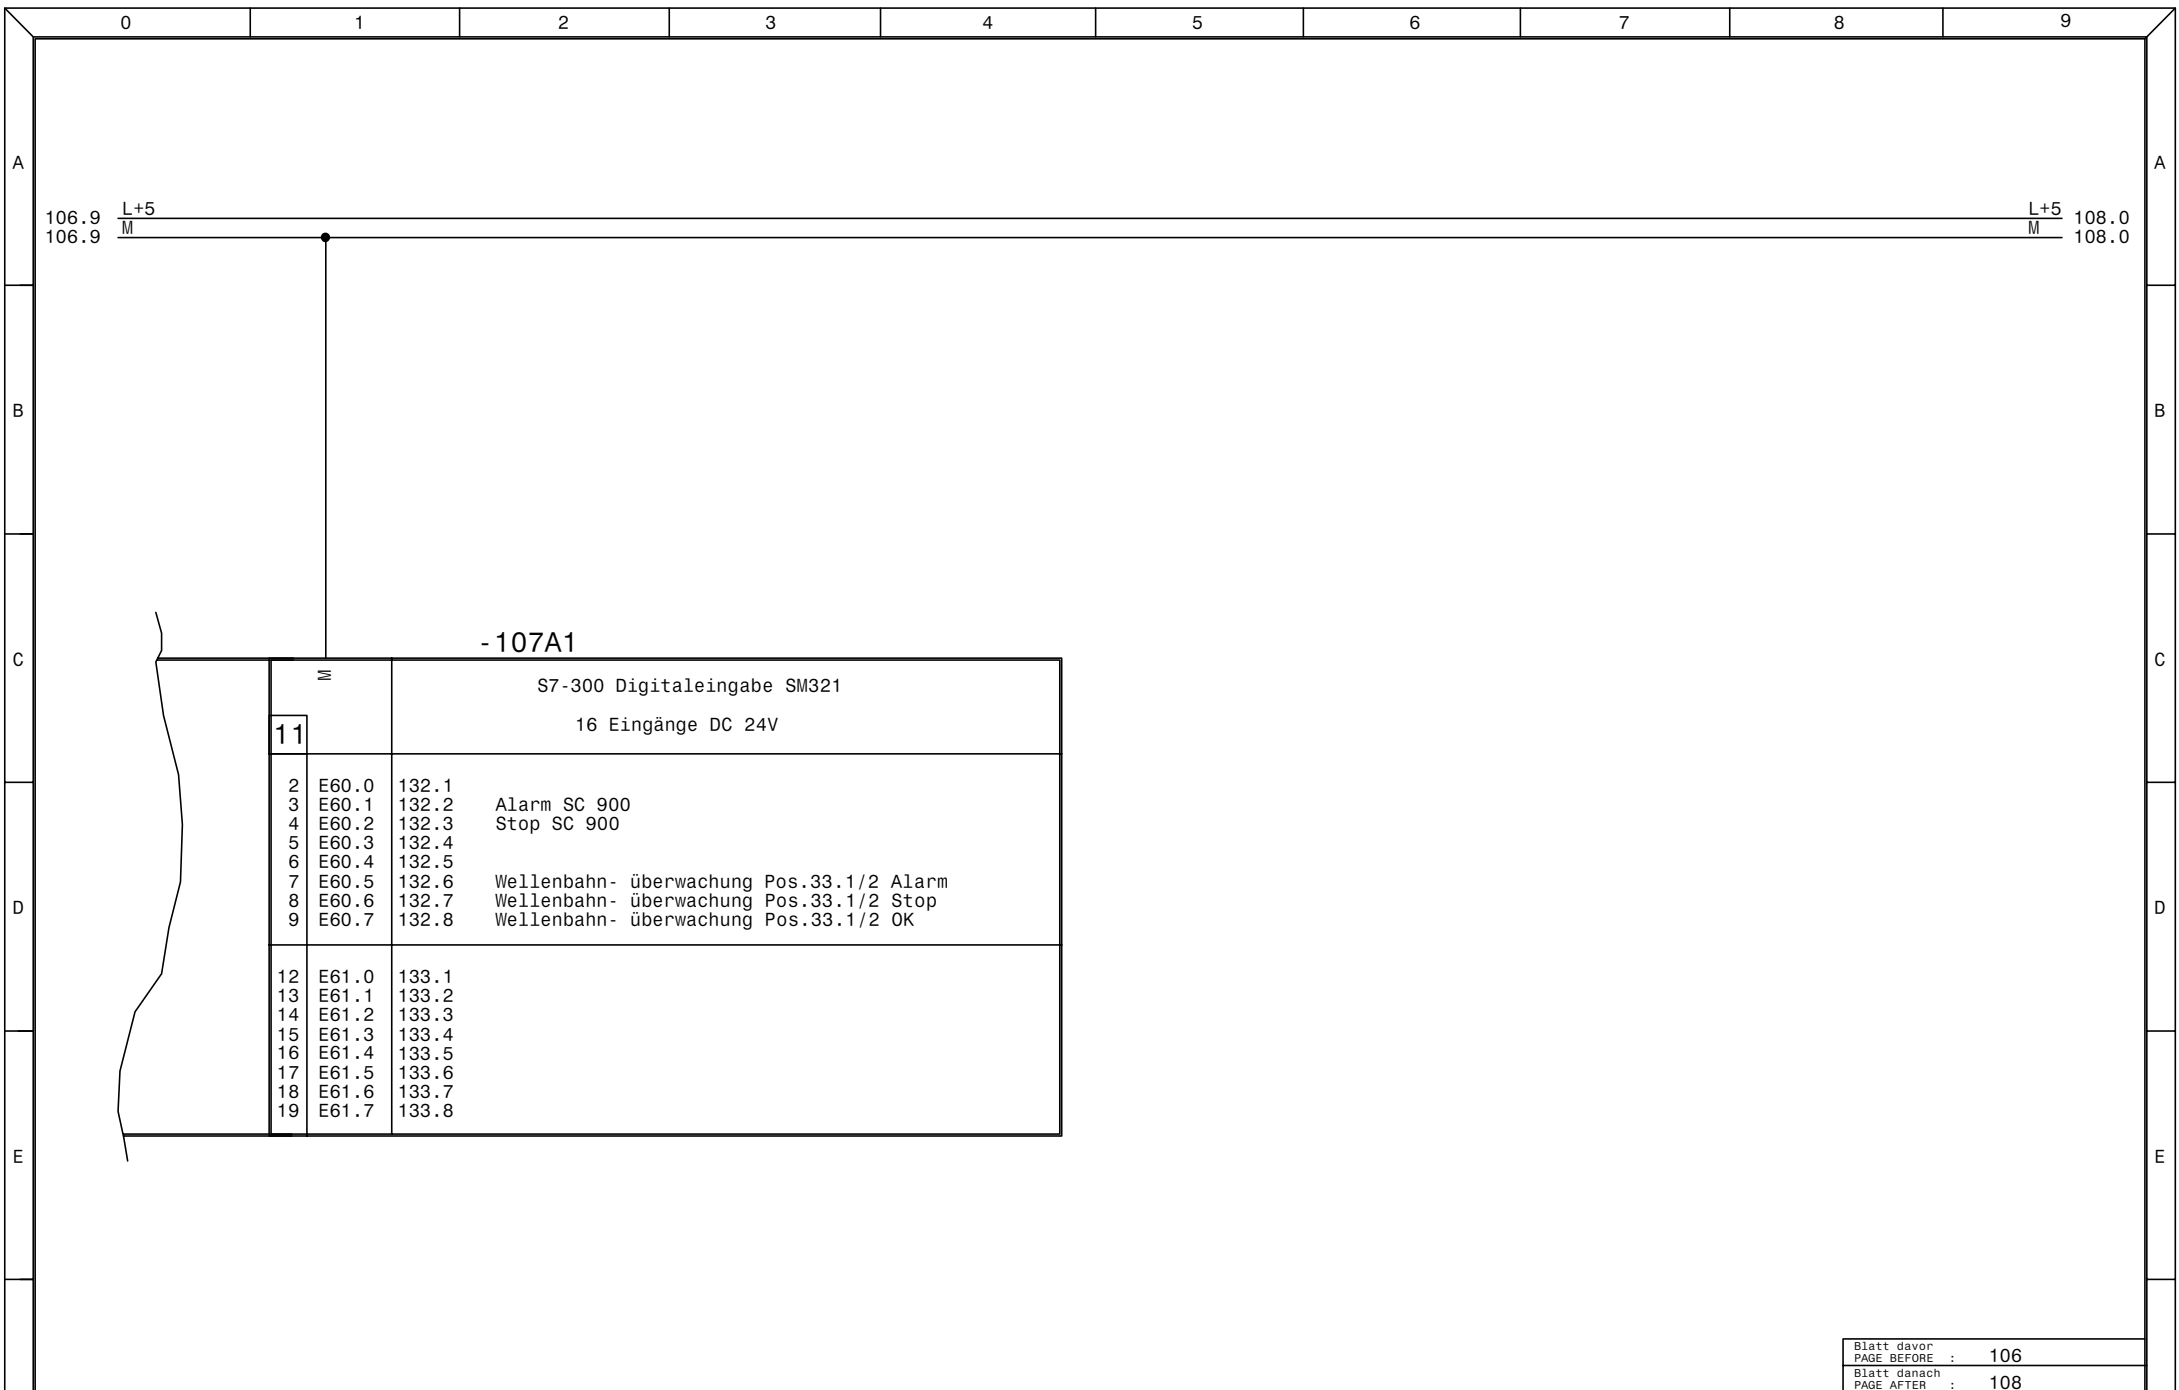 0 1 2 3 4 5 6 7 8 9
A A
L+5 L+5
106.9 108.0
M M
106.9 108.0
B B
-107A1
C C
M
S7-300 Digitaleingabe SM321
16 Eingänge DC 24V
11
2 E60.0 132.1
3 E60.1 132.2 Alarm SC 900
4 E60.2 132.3 Stop SC 900
5 E60.3 132.4
6 E60.4 132.5
7 E60.5 132.6 Wellenbahn- überwachung Pos.33.1/2 Alarm
8 E60.6 132.7 Wellenbahn- überwachung Pos.33.1/2 Stop
D D
9 E60.7 132.8 Wellenbahn- überwachung Pos.33.1/2 OK
12 E61.0 133.1
13 E61.1 133.2
14 E61.2 133.3
15 E61.3 133.4
16 E61.4 133.5
17 E61.5 133.6
18 E61.6 133.7
19 E61.7 133.8
E E
Blatt davor
PAGE BEFORE : 106
Blatt danach
PAGE AFTER : 108